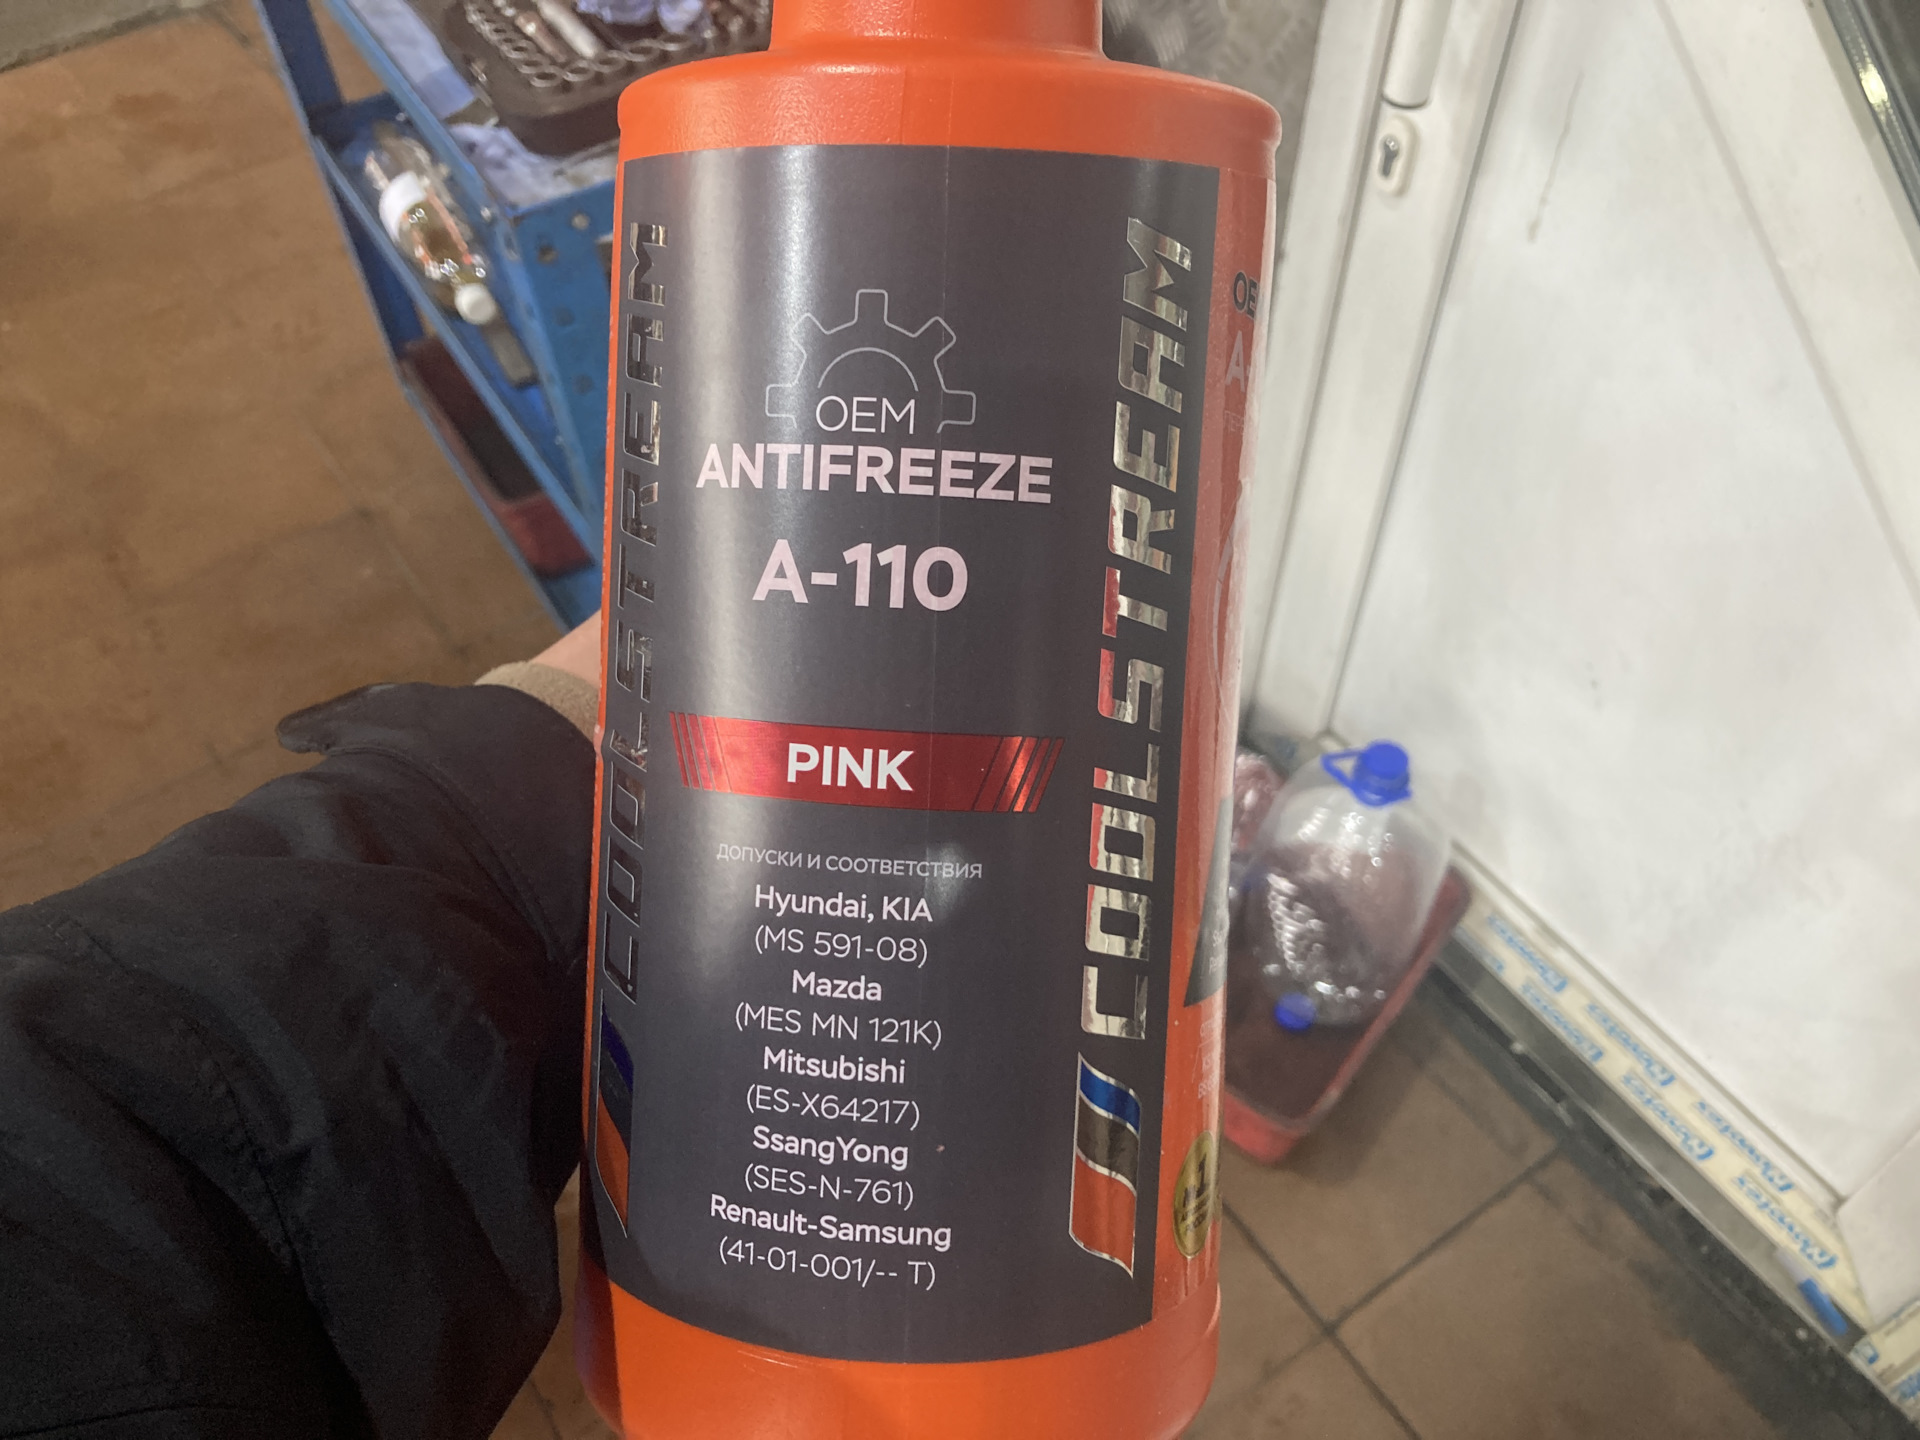 OEM
ANTIFREEZE
A-110
PINK
ДОПУСКИ И СООТВЕТСТВИЯ
Hyundai, KIA
(MS 591-08)
Mazda
(MES MN 121K)
Mitsubishi
(ES-X64217)
SsangYong
(SES-N-761)
Renault-Samsung
(41-01-001/-- T)
COOLSTREAM
COOLSTREAM